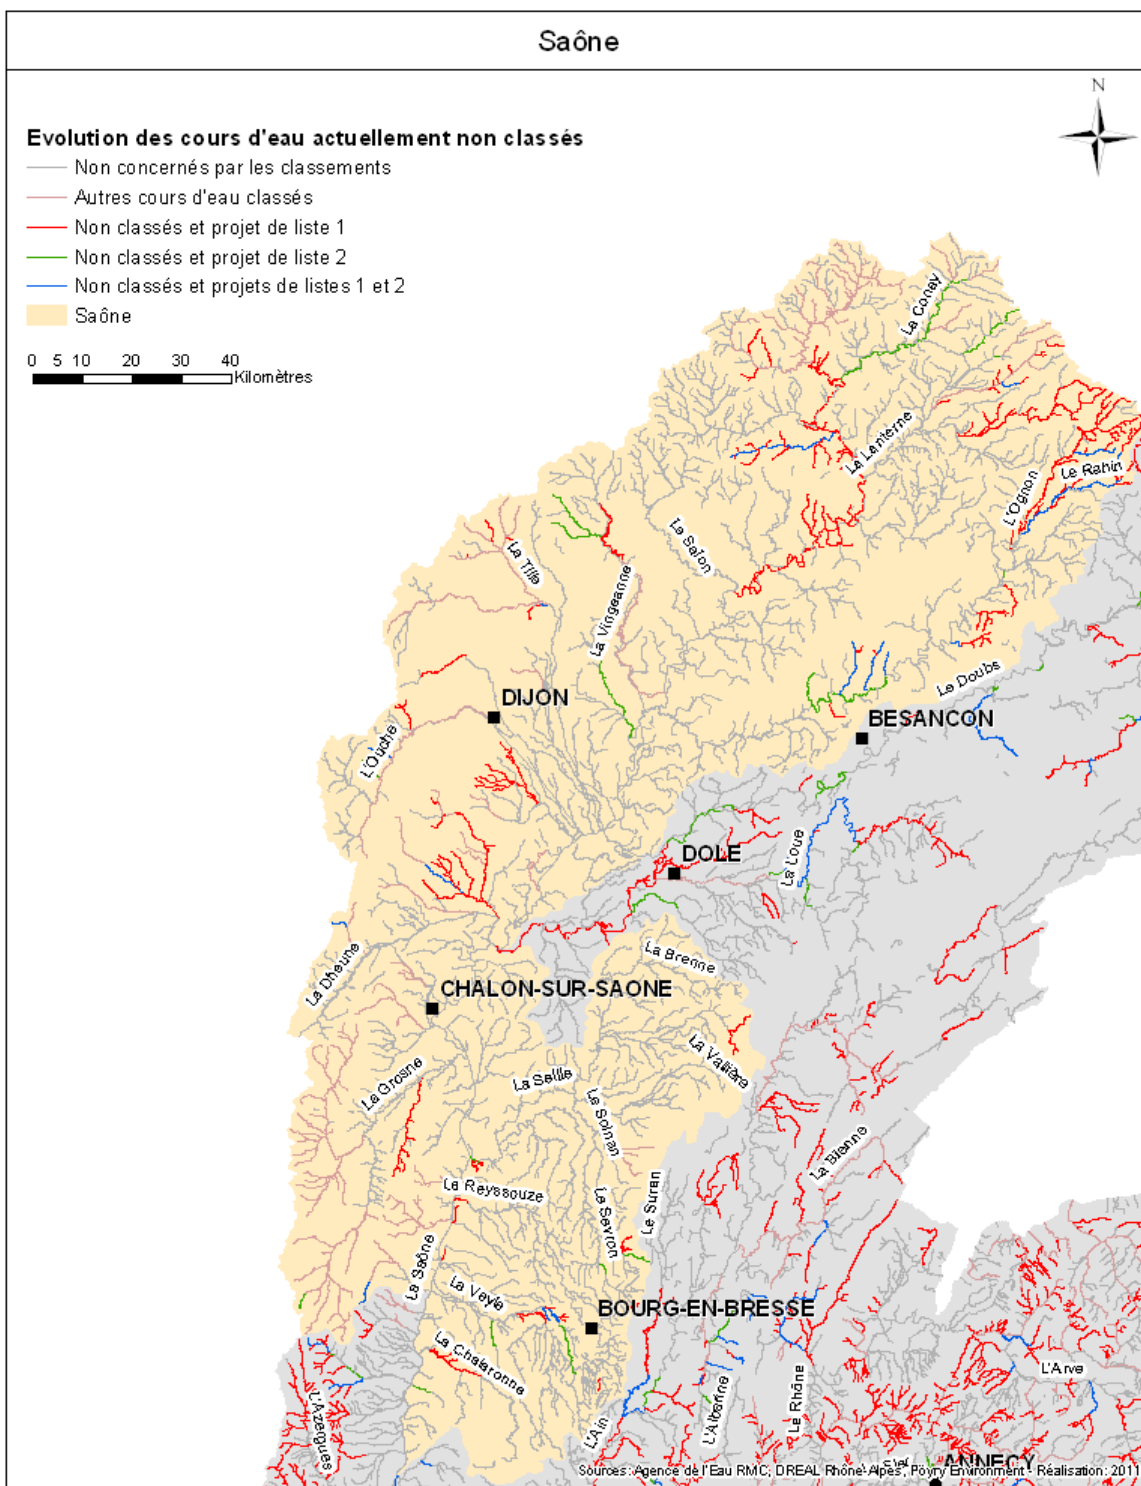 Saône
N
Evolution des cours d'eau actuellement non classés
Non concernés par les classements
Autres cours d'eau classés
Non classés et projet de liste 1
Non classés et projet de liste 2
Non classés et projets de listes 1 et 2
Saône
0 5 10 20 30 40
Kilomètres
Le Coney
La Lanterne
Le Rahin
L'Ognon
Le Salon
La Tille
La Vingeanne
Le Doubs
DIJON
BESANCON
L'Ouche
DOLE
La Loue
La Brenne
La Dheune
CHALON-SUR-SAONE
La Vallière
La Grosne
La Seille
Le Solnan
La Bienne
Le Reyssouze
Le Suran
Le Sevron
La Saône
La Veyle
BOURG-EN-BRESSE
La Chalaronne
L'Arve
L'Azergues
L'Albarine
Le Rhône
L'Ain
ANNECY
Sources: Agence de l'Eau RMC, DREAL Rhône-Alpes, Pöyry Environment - Réalisation: 2011